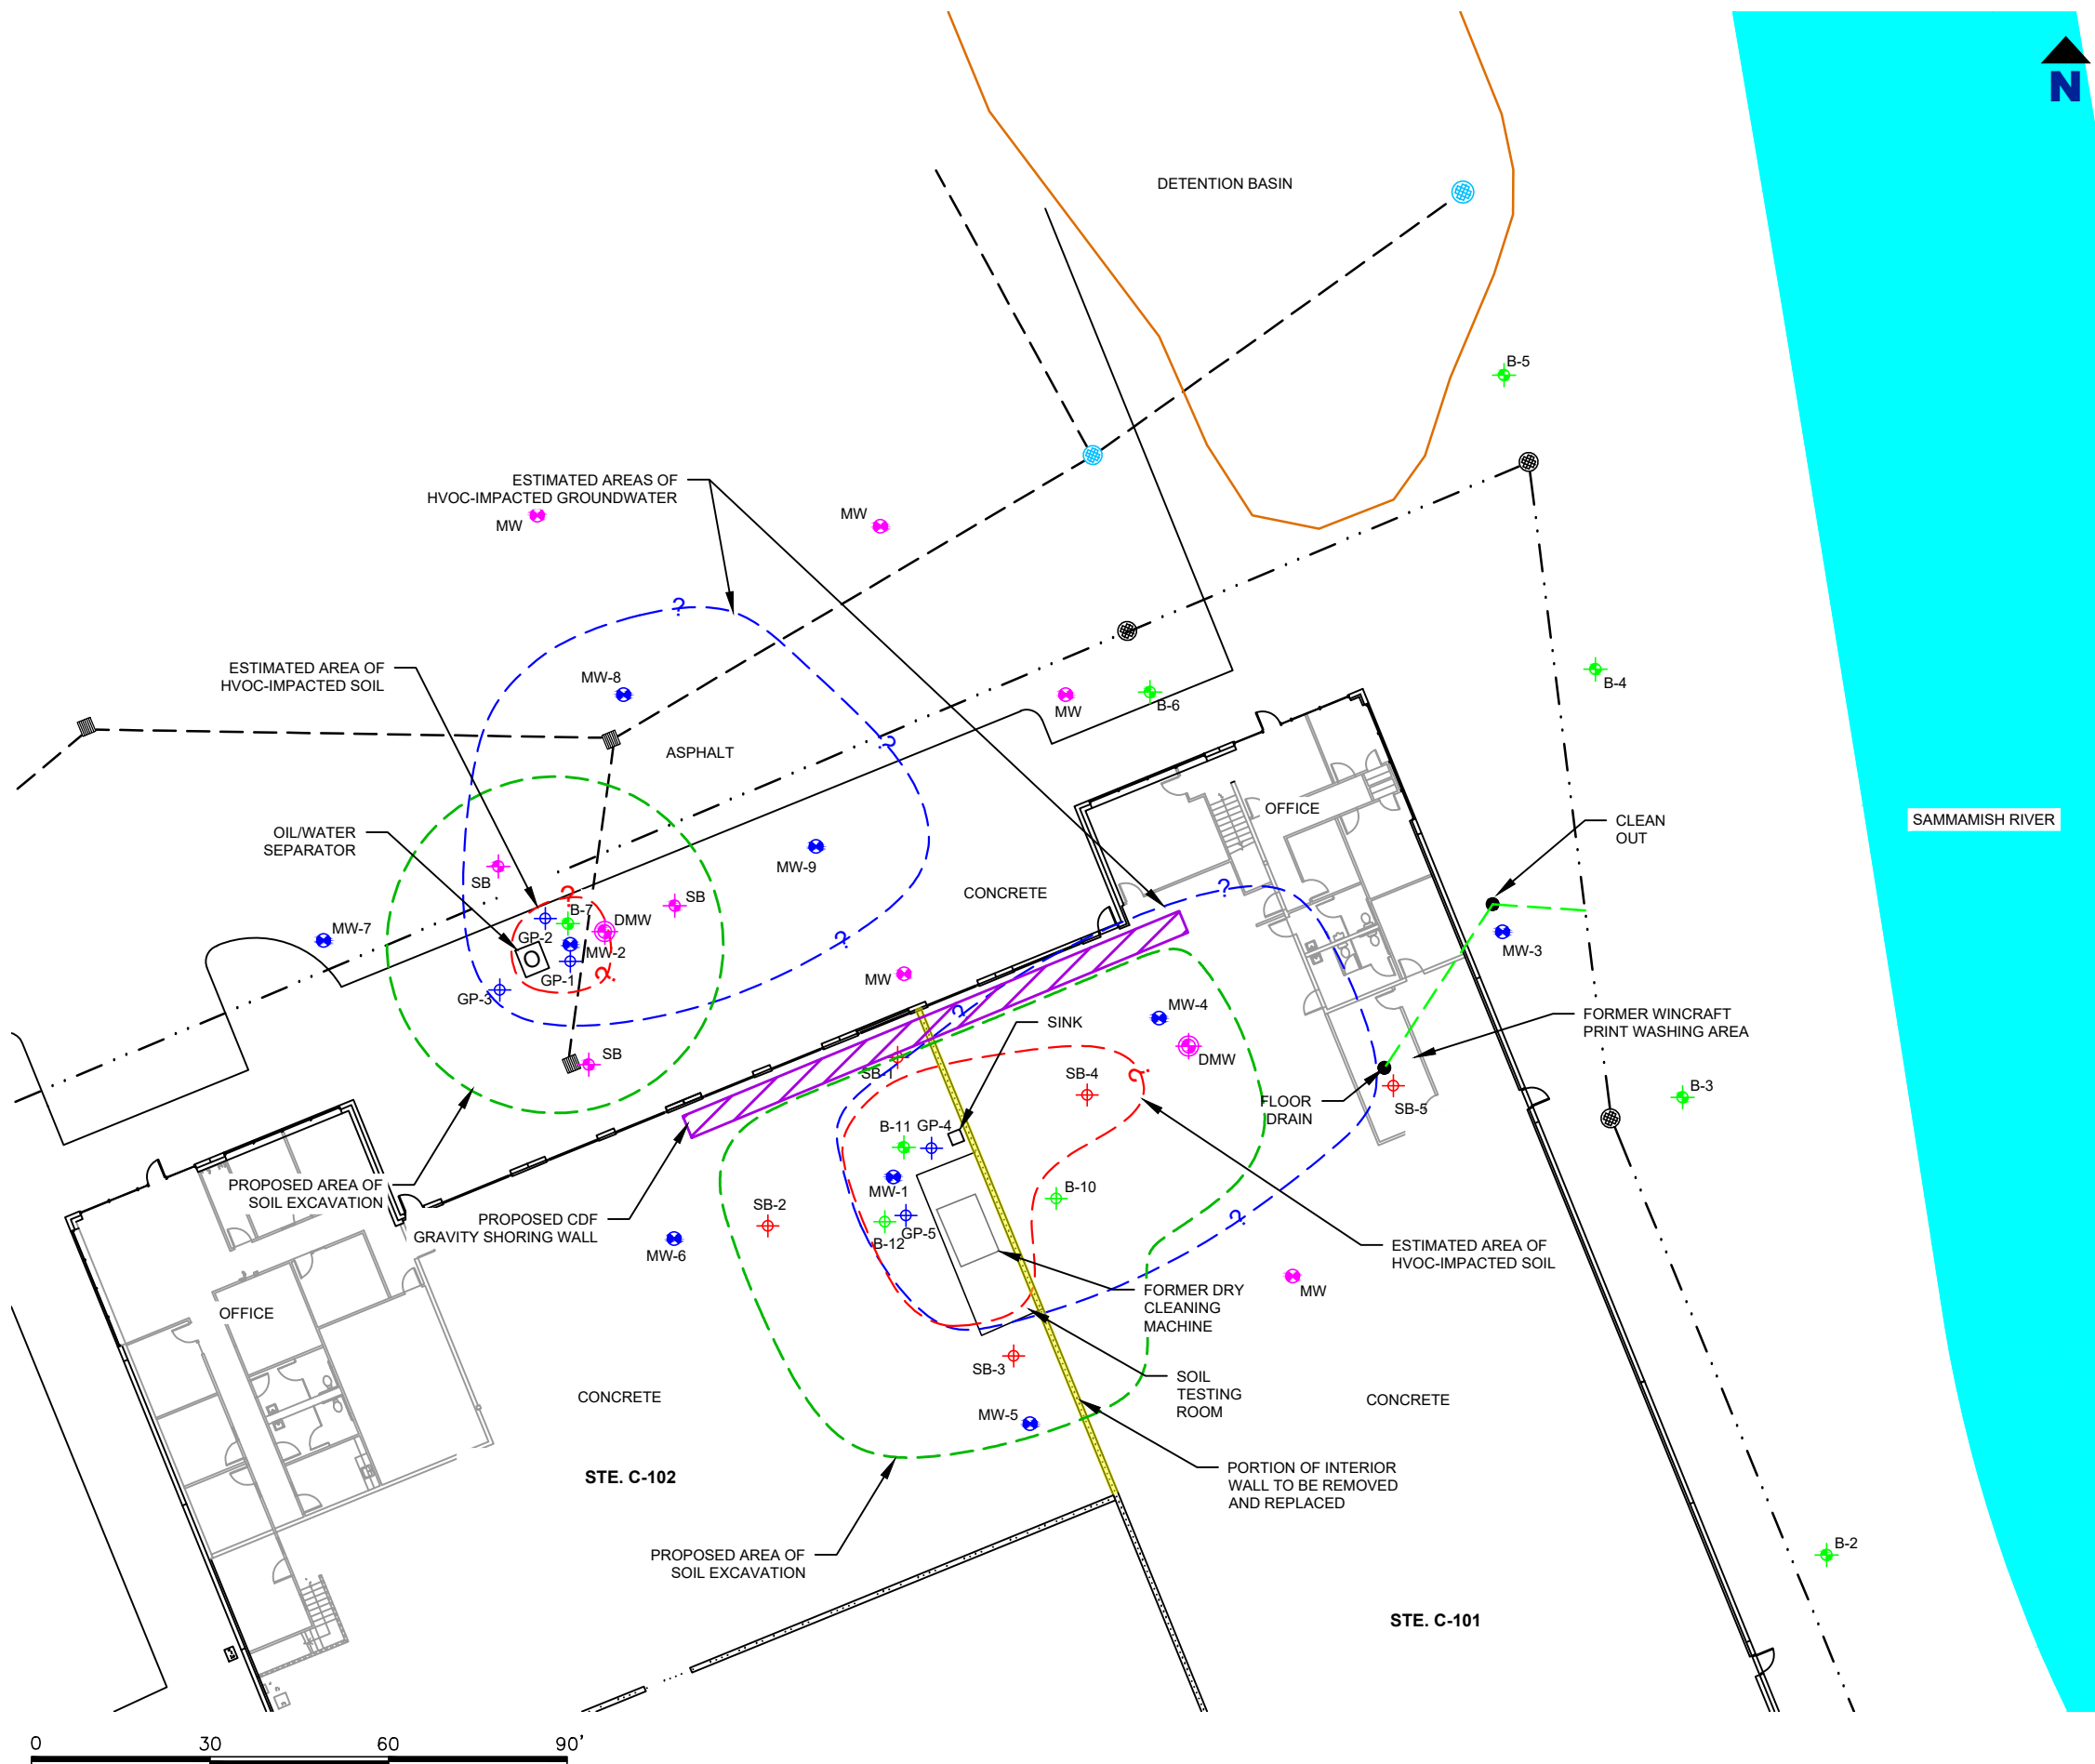 N
DETENTION BASIN
B-5
ESTIMATED AREAS OF
HVOC-IMPACTED GROUNDWATER
MW
MW
?
ESTIMATED AREA OF
HVOC-IMPACTED SOIL
MW-8
MW
B-6
B-4
ASPHALT
?
OFFICE
CLEAN
OUT
SAMMAMISH RIVER
OIL/WATER
SEPARATOR
MW-9
SB
CONCRETE
?
?
SB
B-7
DMW
MW-7
GP-2
MW-2
?
MW-3
GP-1
?
GP-3
MW
MW-4
?
SINK
FORMER WINCRAFT
PRINT WASHING AREA
SB
DMW
SB-1
SB-4
?
FLOOR
DRAIN
SB-5
B-3
B-11
GP-4
PROPOSED AREA OF
SOIL EXCAVATION
MW-1
B-10
SB-2
PROPOSED CDF
GRAVITY SHORING WALL
GP-5
B-12
?
MW-6
ESTIMATED AREA OF
HVOC-IMPACTED SOIL
FORMER DRY
CLEANING
MACHINE
MW
OFFICE
SB-3
SOIL
TESTING
ROOM
CONCRETE
CONCRETE
MW-5
STE. C-102
PORTION OF INTERIOR
WALL TO BE REMOVED
AND REPLACED
PROPOSED AREA OF
SOIL EXCAVATION
B-2
STE. C-101
0 30 60 90'